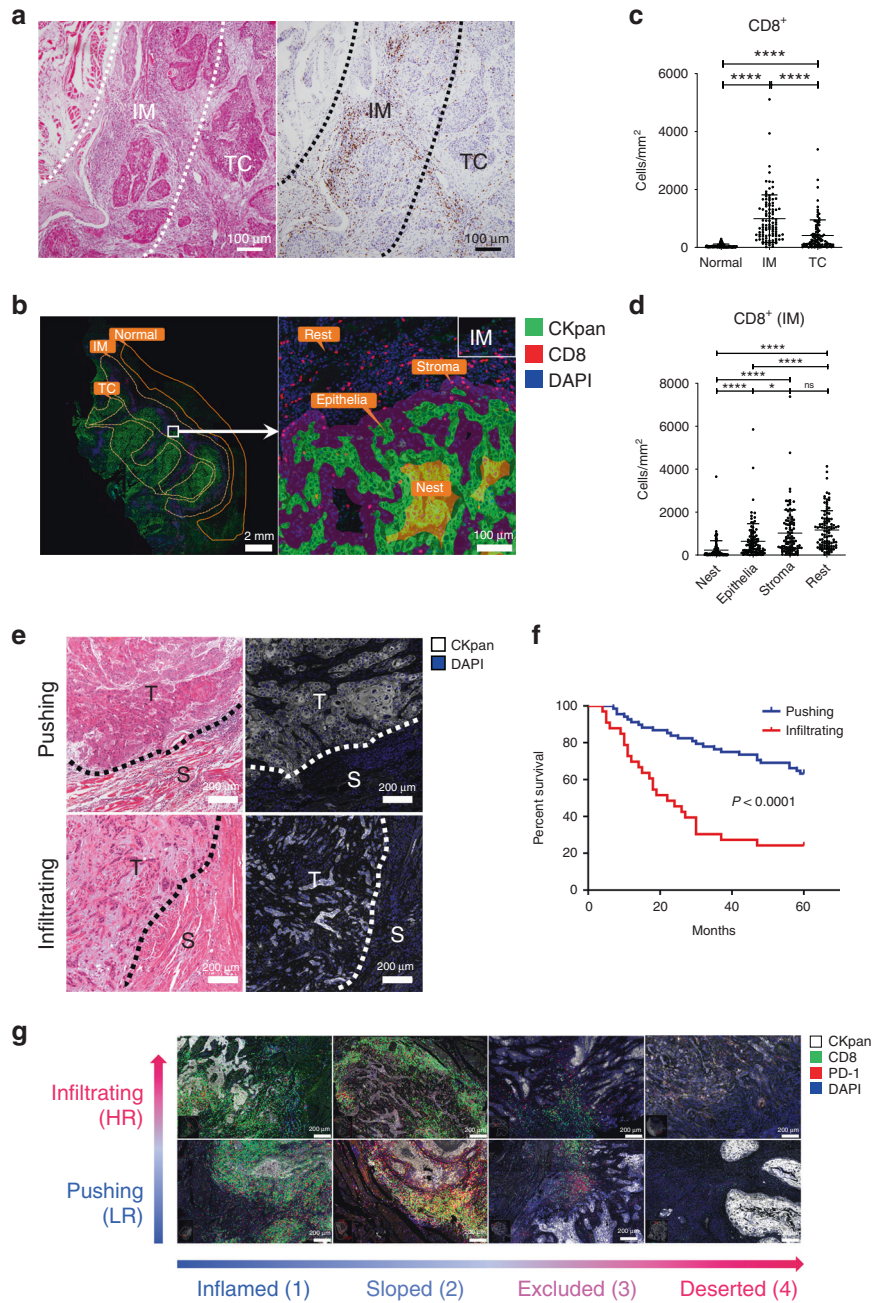 a
IM
TC
100 μm
IM
TC
100 μm
c
CD8+
****
**** ****
6000
4000
2000
0
Cells/mm²
Normal IM TC
b
Normal
IM
TC
2 mm
Rest
IM
Stroma
Epithelia
Nest
100 μm
CKpan
CD8
DAPI
d
CD8+ (IM)
****
****
****
**** * ns
8000
6000
4000
2000
0
Cells/mm²
Nest Epithelia Stroma Rest
e
Pushing
T
S
200 μm
T
S
200 μm
CKpan
DAPI
Infiltrating
T
S
200 μm
T
S
200 μm
f
100
80
60
40
20
0
Percent survival
Pushing
Infiltrating
P < 0.0001
0 20 40 60
Months
g
Infiltrating
(HR)
Pushing
(LR)
200 μm
200 μm
200 μm
200 μm
200 μm
200 μm
200 μm
CKpan
CD8
PD-1
DAPI
Inflamed (1) Sloped (2) Excluded (3) Deserted (4)